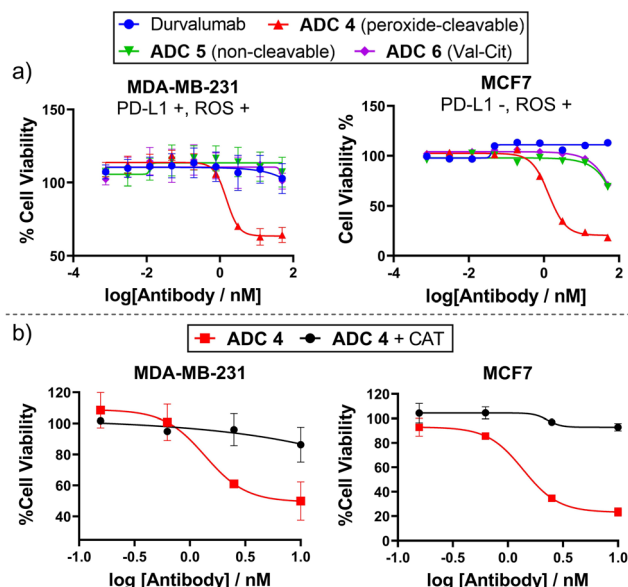 Durvalumab ADC 4 (peroxide-cleavable)
ADC 5 (non-cleavable) ADC 6 (Val-Cit)
a)
MDA-MB-231
PD-L1 +, ROS +
MCF7
PD-L1 -, ROS +
% Cell Viability
150
100
50
-4 -2 0 2 4
log[Antibody / nM]
Cell Viability %
150
100
50
0
-4 -2 0 2 4
log[Antibody / nM]
b)
ADC 4 ADC 4 + CAT
MDA-MB-231
MCF7
%Cell Viability
120
100
80
60
40
-1.0 -0.5 0.0 0.5 1.0
log [Antibody] / nM
%Cell Viability
120
100
80
60
40
20
0
-1.0 -0.5 0.0 0.5 1.0
log [Antibody] / nM